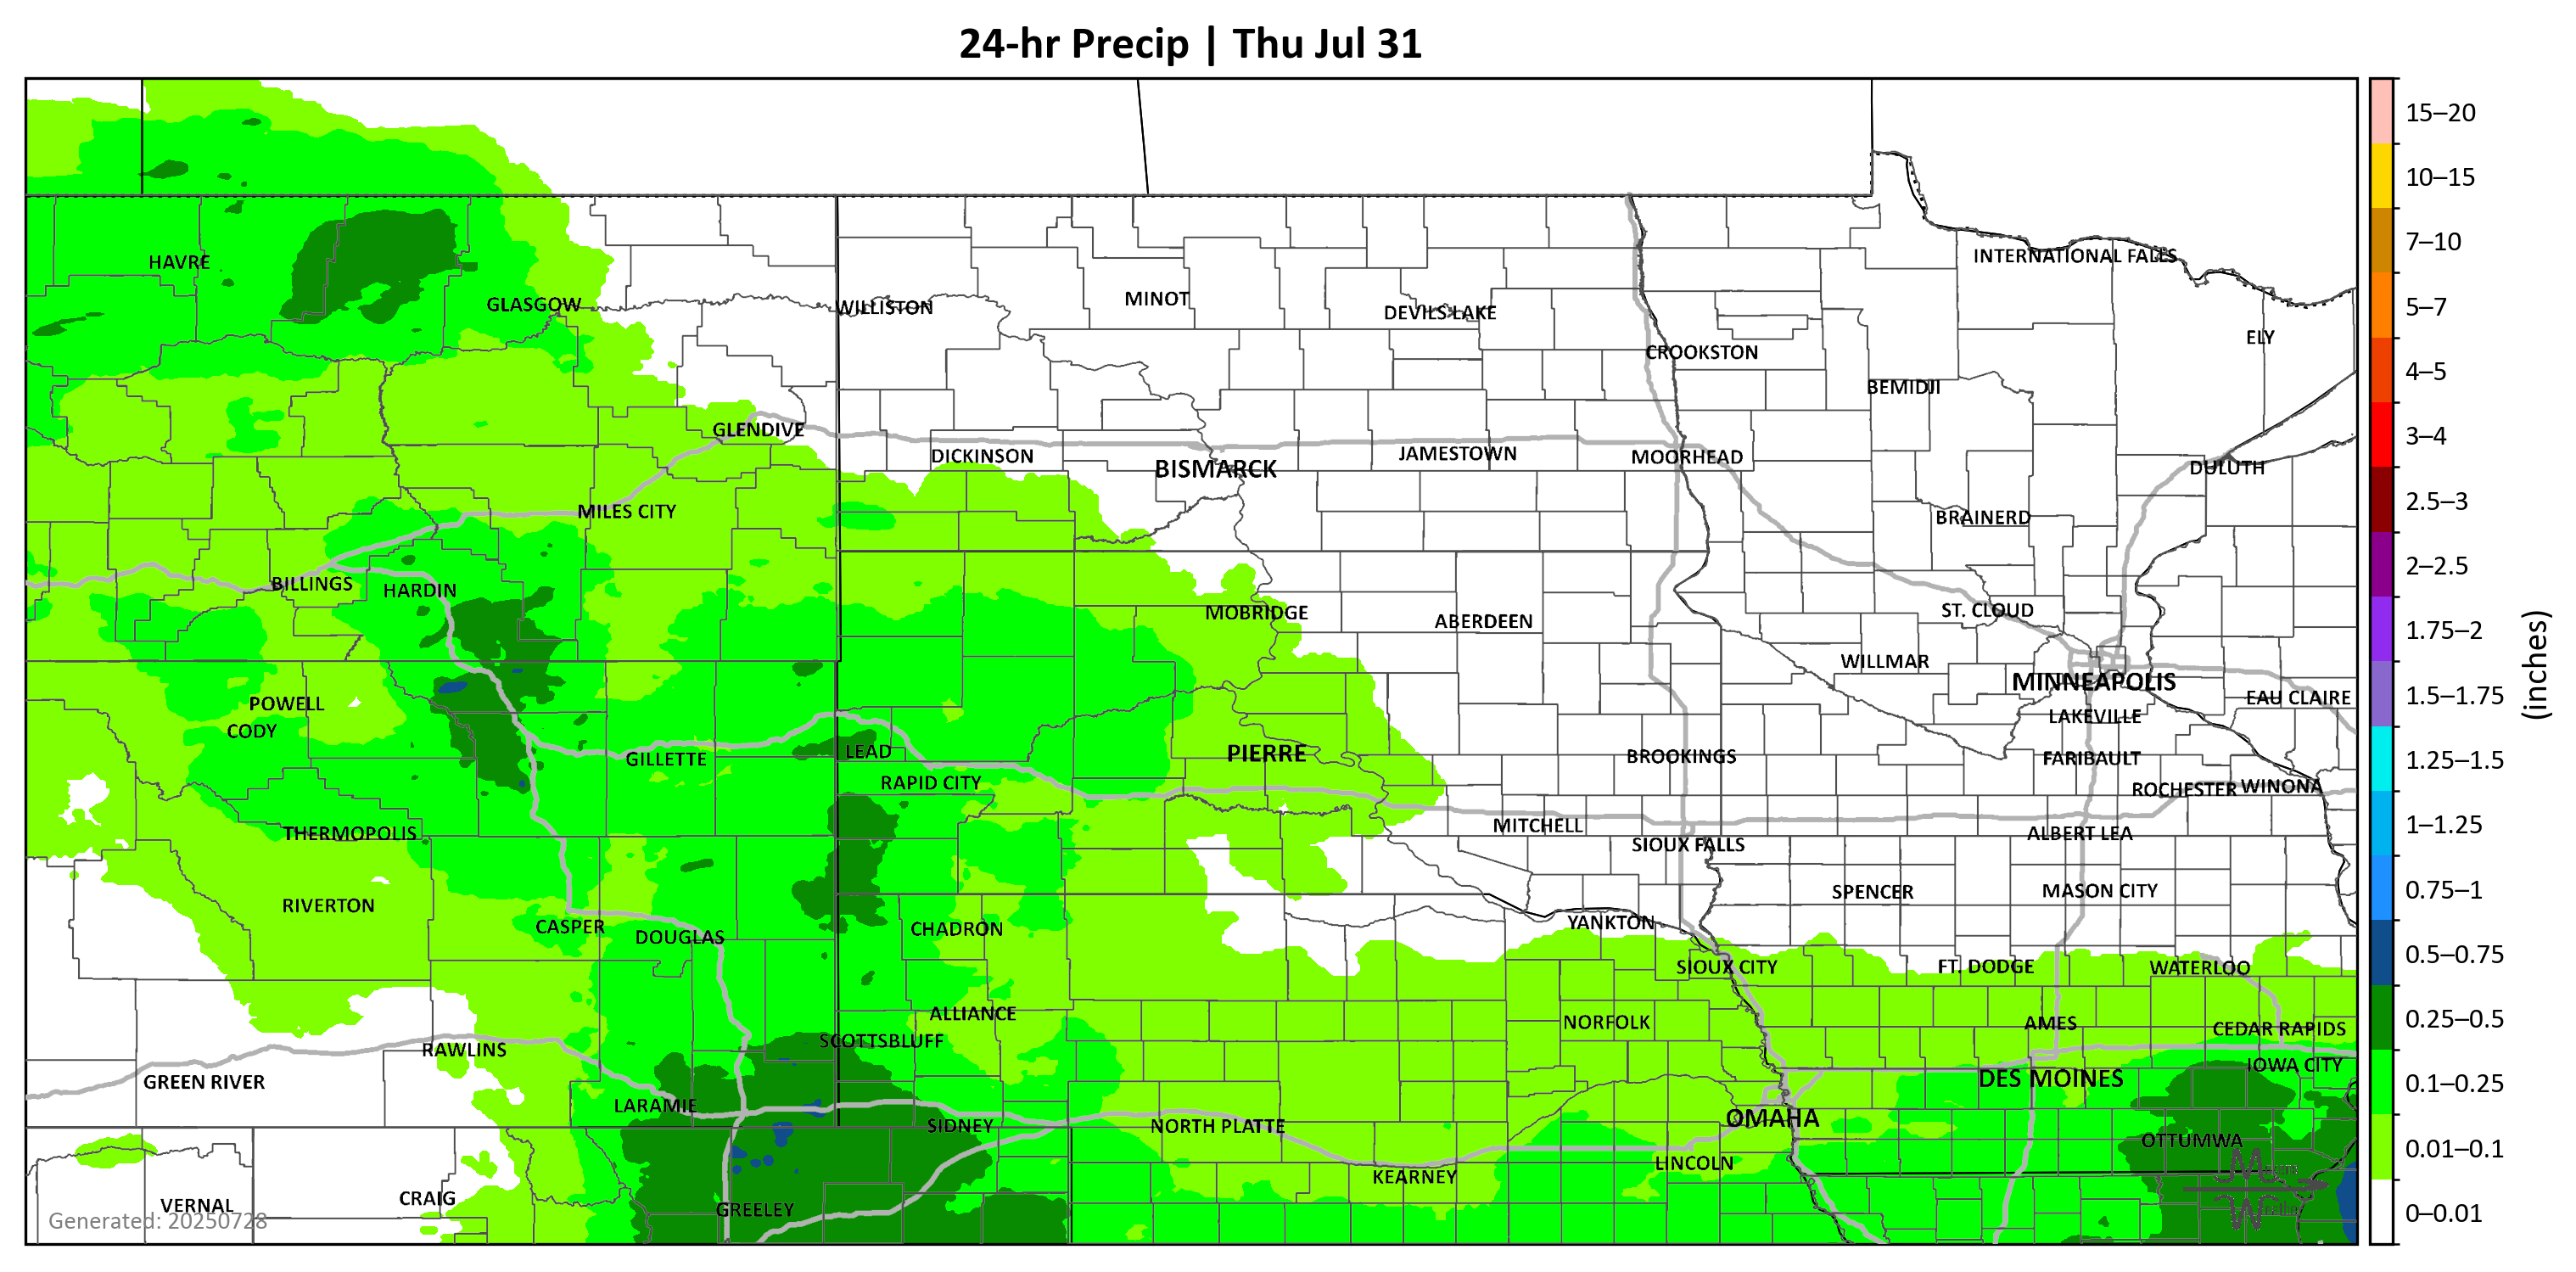 24-hr Precip | Thu Jul 31
15–20
10–15
7–10
5–7
4–5
3–4
2.5–3
2–2.5
1.75–2
1.5–1.75
1.25–1.5
1–1.25
0.75–1
0.5–0.75
0.25–0.5
0.1–0.25
0.01–0.1
0–0.01
(inches)
INTERNATIONAL FALLS
HAVRE
MINOT
GLASGOW
WILLISTON
DEVILS LAKE
ELY
CROOKSTON
BEMIDJI
GLENDIVE
DICKINSON
BISMARCK
JAMESTOWN
MOORHEAD
DULUTH
MILES CITY
BRAINERD
BILLINGS
HARDIN
MOBRIDGE
ABERDEEN
ST. CLOUD
WILLMAR
MINNEAPOLIS
POWELL
EAU CLAIRE
LAKEVILLE
CODY
GILLETTE
LEAD
PIERRE
BROOKINGS
FARIBAULT
RAPID CITY
ROCHESTER
WINONA
THERMOPOLIS
MITCHELL
SIOUX FALLS
ALBERT LEA
RIVERTON
SPENCER
MASON CITY
CASPER
DOUGLAS
CHADRON
YANKTON
SIOUX CITY
FT. DODGE
WATERLOO
ALLIANCE
NORFOLK
AMES
CEDAR RAPIDS
RAWLINS
SCOTTSBLUFF
GREEN RIVER
DES MOINES
IOWA CITY
LARAMIE
SIDNEY
NORTH PLATTE
OMAHA
OTTUMWA
KEARNEY
LINCOLN
VERNAL
CRAIG
GREELEY
Generated: 20250728